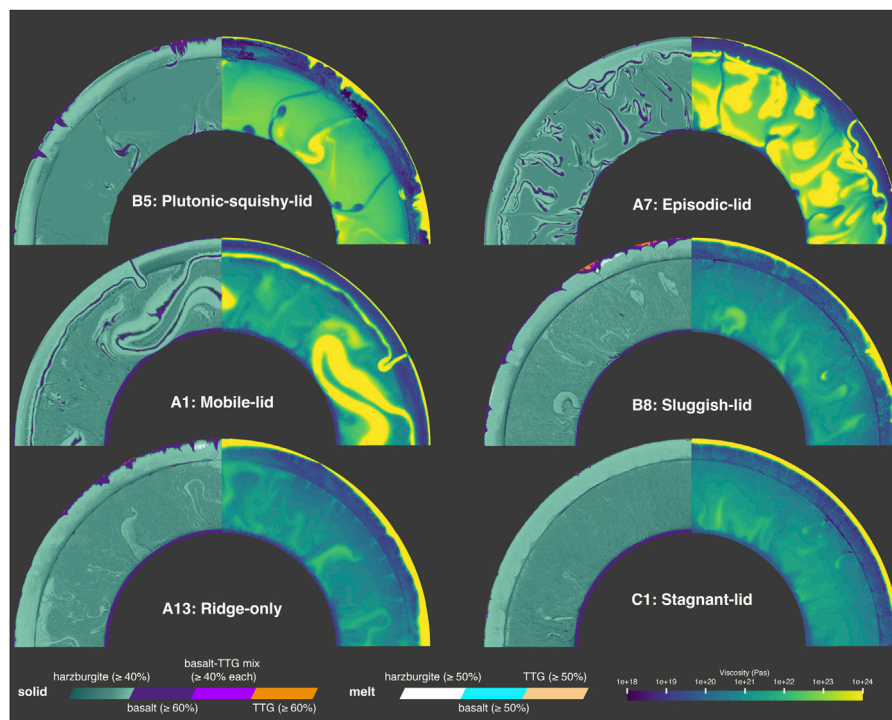 B5: Plutonic-squishy-lid
A7: Episodic-lid
A1: Mobile-lid
B8: Sluggish-lid
A13: Ridge-only
C1: Stagnant-lid
solid
harzburgite (≥ 40%)
basalt-TTG mix
(≥ 40% each)
basalt (≥ 60%)
TTG (≥ 60%)
melt
harzburgite (≥ 50%)
TTG (≥ 50%)
basalt (≥ 50%)
Viscosity (Pas)
1e+18 1e+19 1e+20 1e+21 1e+22 1e+23 1e+24